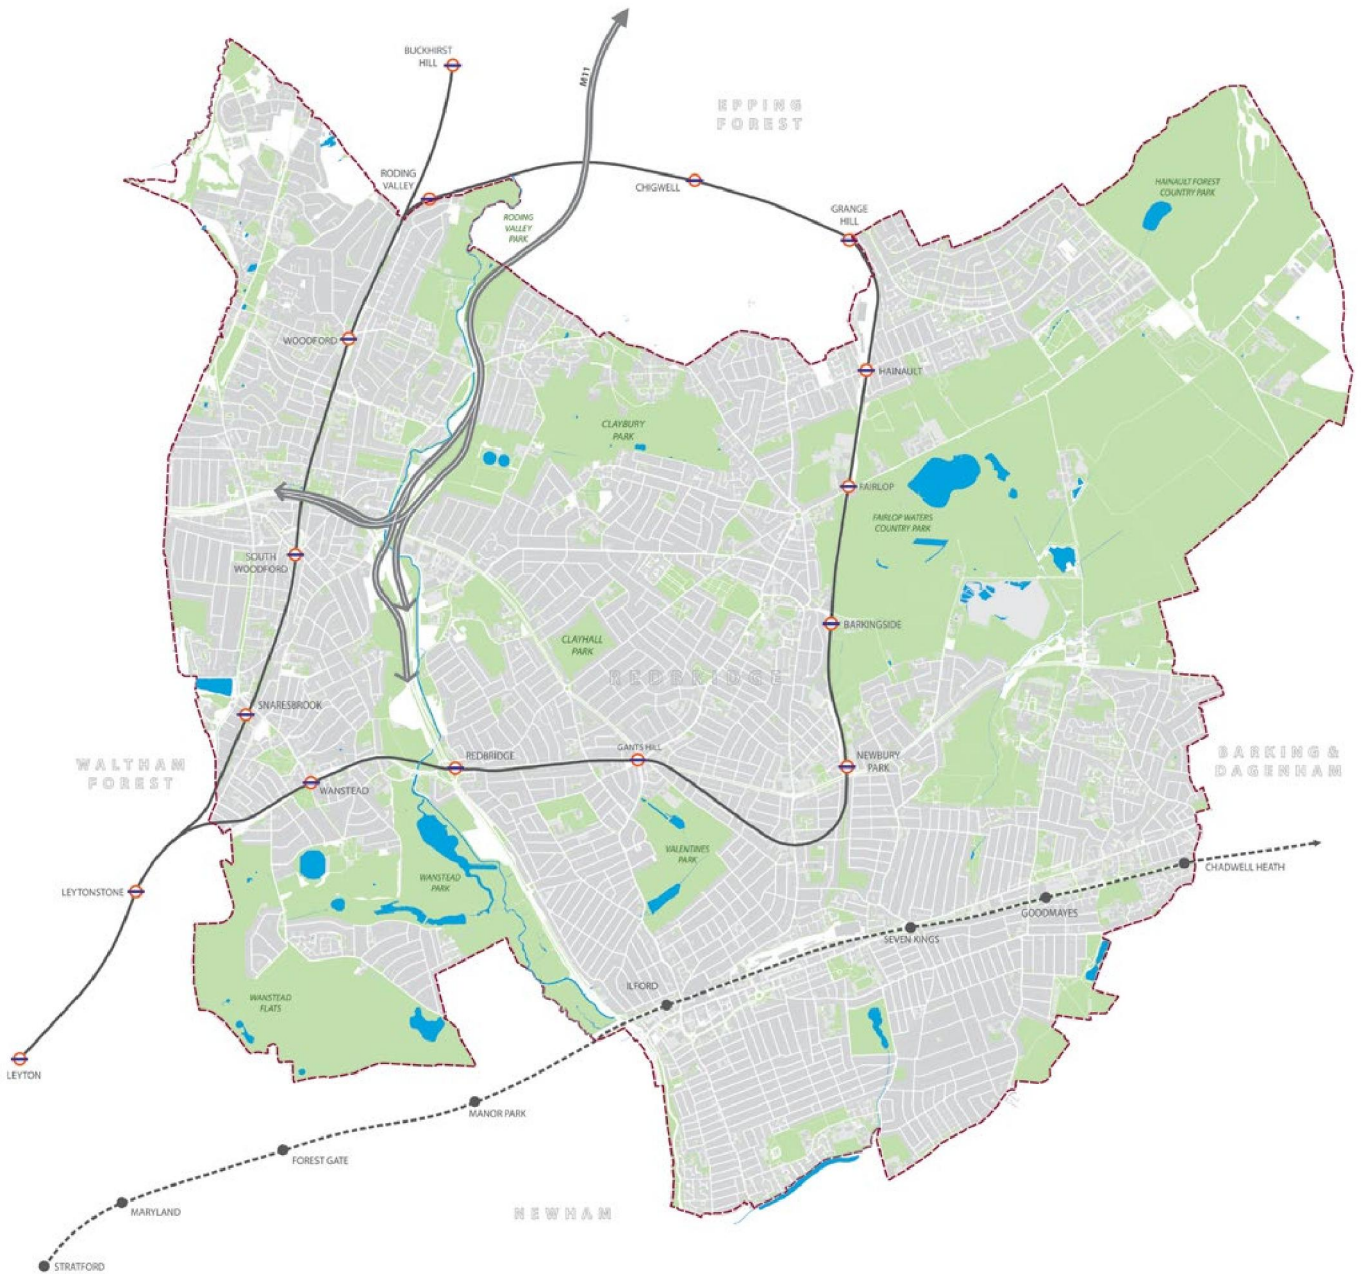 BUCKHIRST
HILL
M11
EPPING
FOREST
RODING
VALLEY
CHIGWELL
HAINAULT FOREST
COUNTRY PARK
GRANGE
HILL
RODING
VALLEY
PARK
WOODFORD
HAINAULT
CLAYBURY
PARK
FAIRLOP
FAIRLOP WATERS
COUNTRY PARK
SOUTH
WOODFORD
BARKINGSIDE
CLAYHALL
PARK
REDBRIDGE
SNARESBROOK
WALTHAM
FOREST
REDBRIDGE
GANTS HILL
NEWBURY
PARK
BARKING &
DAGENHAM
WANSTEAD
VALENTINES
PARK
WANSTEAD
PARK
LEYTONSTONE
CHADWELL HEATH
GOODMAYES
SEVEN KINGS
ILFORD
WANSTEAD
FLATS
LEYTON
MANOR PARK
FOREST GATE
MARYLAND
NEWHAM
STRATFORD